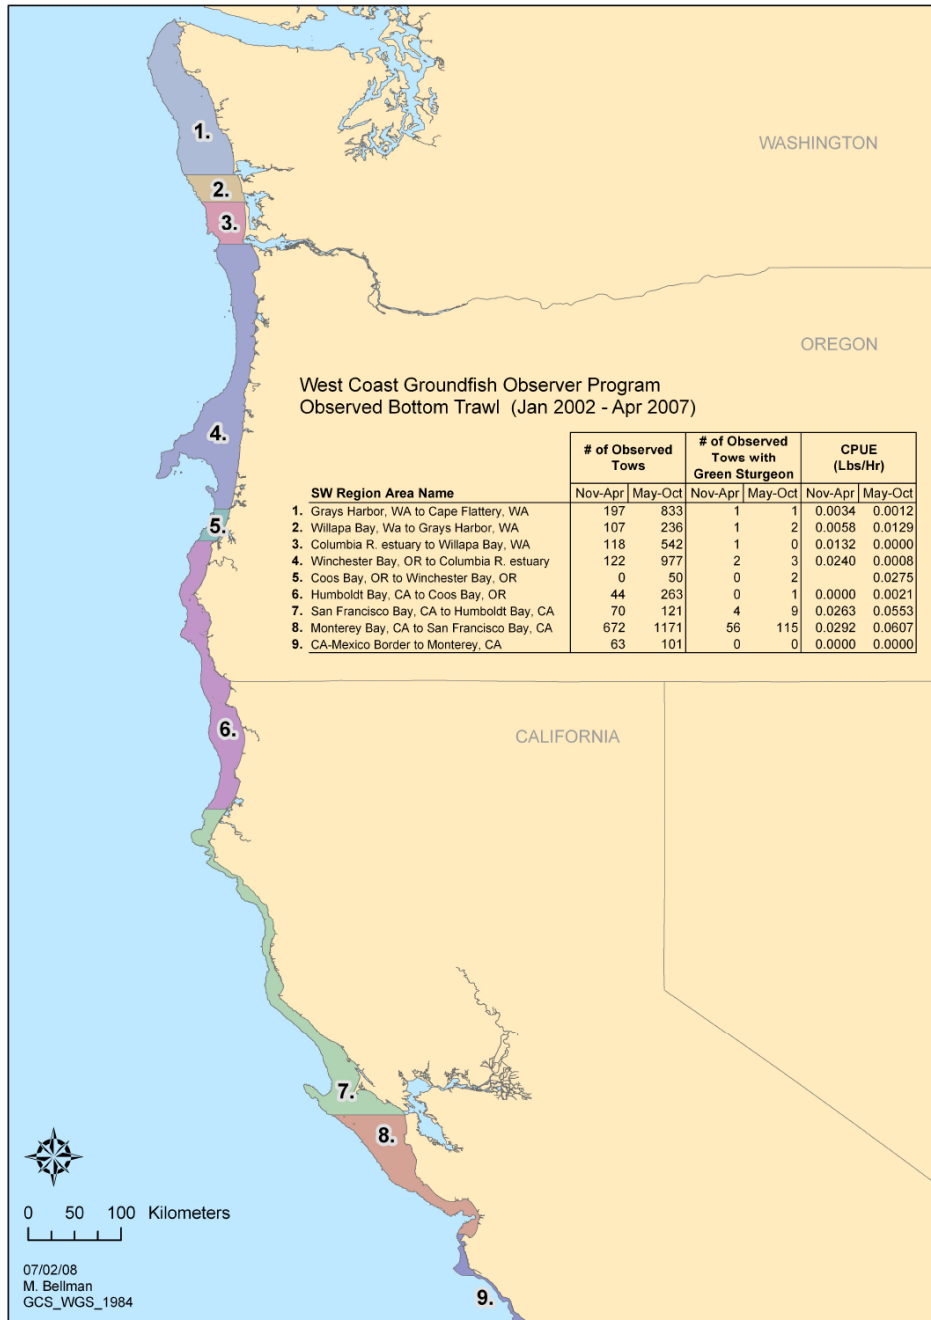 1.
WASHINGTON
2.
3.
OREGON
West Coast Groundfish Observer Program
Observed Bottom Trawl (Jan 2002 - Apr 2007)
4.
# of Observed Tows # of Observed Tows with Green Sturgeon CPUE (Lbs/Hr)
SW Region Area Name Nov-Apr May-Oct Nov-Apr May-Oct Nov-Apr May-Oct
1. Grays Harbor, WA to Cape Flattery, WA 197 833 1 1 0.0034 0.0012
2. Willapa Bay, Wa to Grays Harbor, WA 107 236 1 2 0.0058 0.0129
3. Columbia R. estuary to Willapa Bay, WA 118 542 1 0 0.0132 0.0000
4. Winchester Bay, OR to Columbia R. estuary 122 977 2 3 0.0240 0.0008
5. Coos Bay, OR to Winchester Bay, OR 0 50 0 2 0.0275
6. Humboldt Bay, CA to Coos Bay, OR 44 263 0 1 0.0000 0.0021
7. San Francisco Bay, CA to Humboldt Bay, CA 70 121 4 9 0.0263 0.0553
8. Monterey Bay, CA to San Francisco Bay, CA 672 1171 56 115 0.0292 0.0607
9. CA-Mexico Border to Monterey, CA 63 101 0 0 0.0000 0.0000
5.
6.
CALIFORNIA
7.
8.
0 50 100 Kilometers
07/02/08
M. Bellman
GCS_WGS_1984
9.